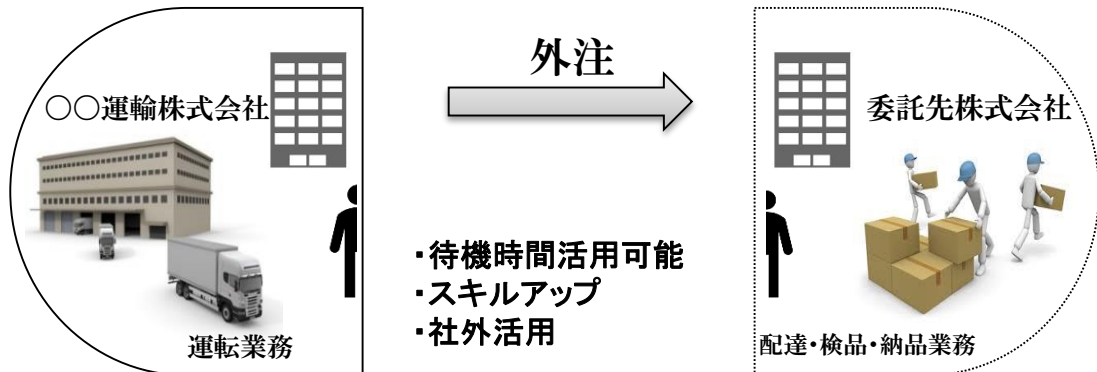 外注
〇〇運輸株式会社
委託先株式会社
・待機時間活用可能
・スキルアップ
・社外活用
運転業務
配達・検品・納品業務